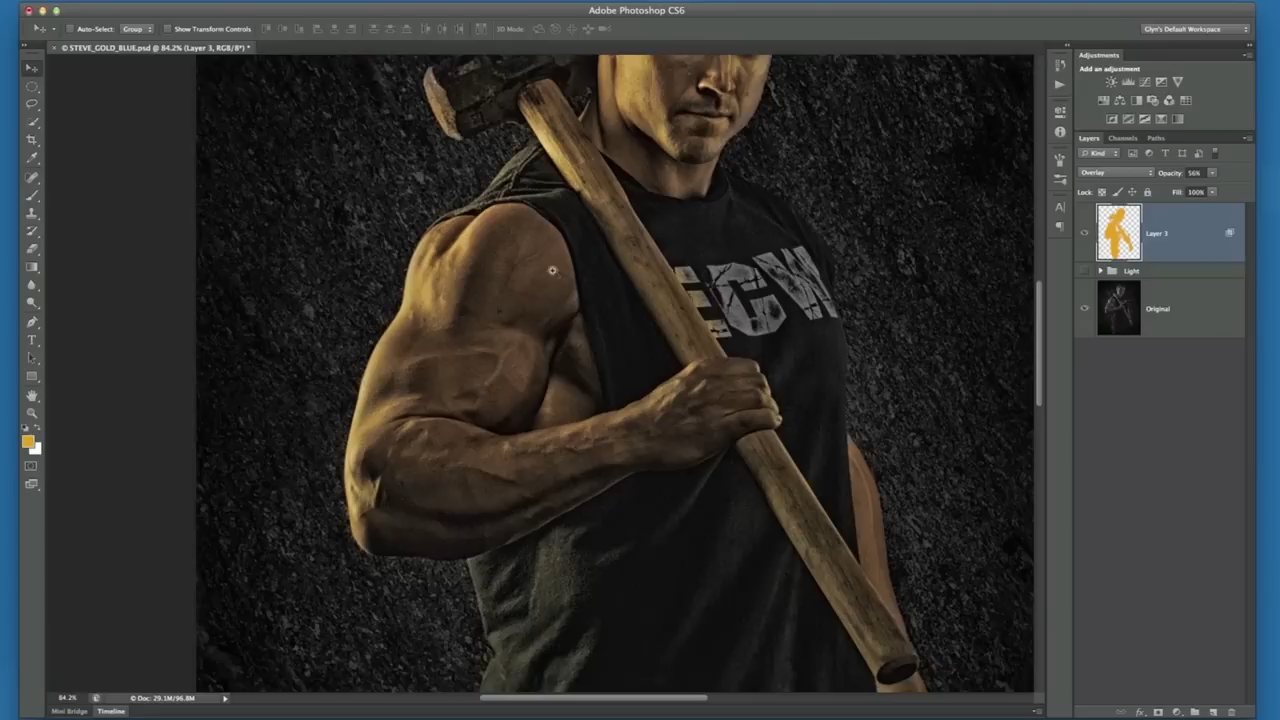 Adobe Photoshop CS6
Auto-Select: Group Show Transform Controls 3D Mode: Glyn's Default Workspace
× © STEVE_GOLD_BLUE.psd @ 84.2% (Layer 3, RGB/8*) *
Adjustments
Add an adjustment
Layers Channels Paths
Kind
Overlay Opacity: 56%
Lock: Fill: 100%
Layer 3
Light
Original
ECW
84.2% © Doc: 29.1M/96.8M
Mini Bridge Timeline